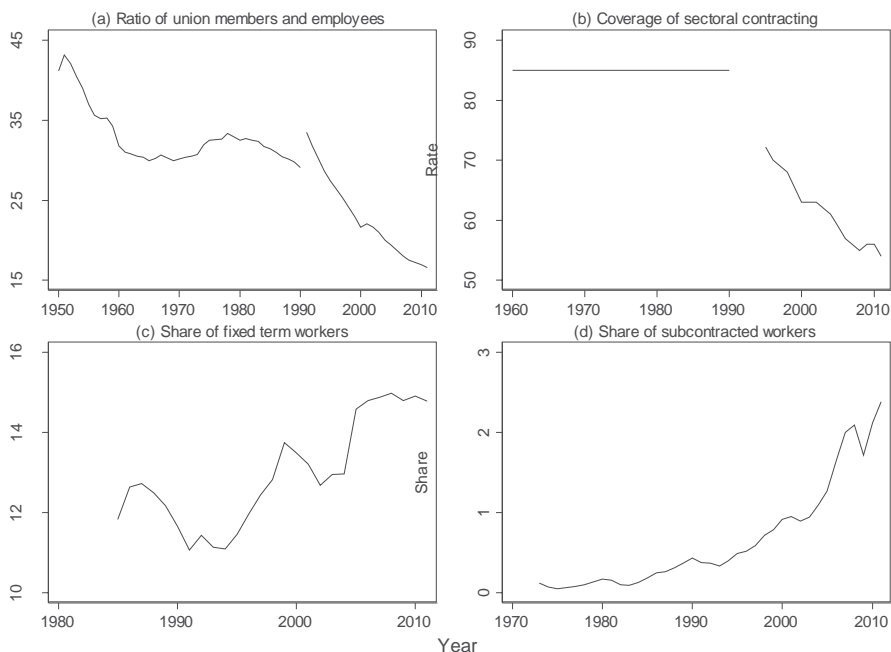 (a) Ratio of union members and employees
45
35
25
15
1950 1960 1970 1980 1990 2000 2010
(b) Coverage of sectoral contracting
Rate
90
80
70
60
50
1960 1970 1980 1990 2000 2010
(c) Share of fixed term workers
16
14
12
10
1980 1990 2000 2010
(d) Share of subcontracted workers
Share
3
2
1
0
1970 1980 1990 2000 2010
Year